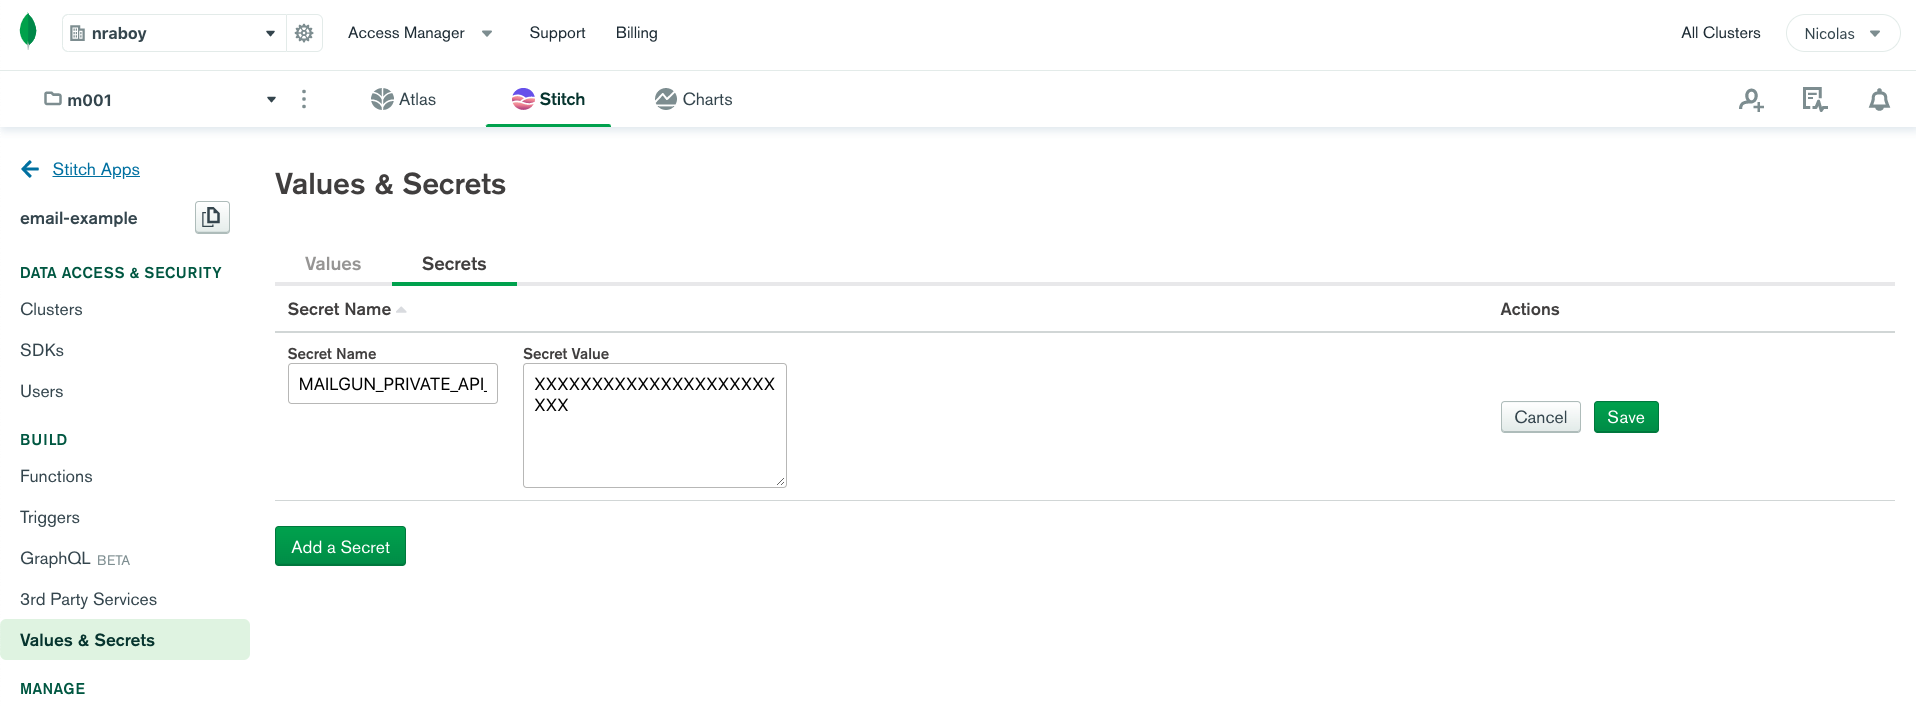 nraboy
Access Manager
Support
Billing
All Clusters
Nicolas
m001
Atlas
Stitch
Charts
Stitch Apps
email-example
DATA ACCESS & SECURITY
Clusters
SDKs
Users
BUILD
Functions
Triggers
GraphQL BETA
3rd Party Services
Values & Secrets
MANAGE
Values & Secrets
Values
Secrets
Secret Name
Actions
Secret Name
MAILGUN_PRIVATE_API_
Secret Value
XXXXXXXXXXXXXXXXXXXXX
XXX
Cancel
Save
Add a Secret